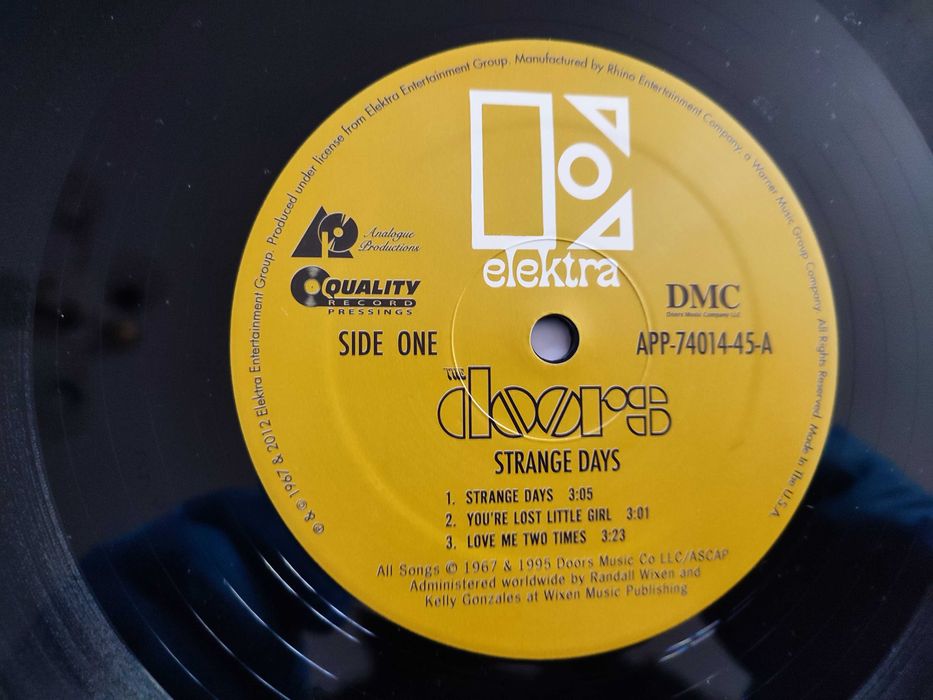 ℗ & © 1967 & 2012 Elektra Entertainment Group. Produced under license from Elektra Entertainment Group. Manufactured by Rhino Entertainment Company, a Warner Music Group Company. All Rights Reserved. Made In The U.S.A.
elektra
Analogue
Productions
QUALITY
RECORD
PRESSINGS
DMC
Doors Music Company LLC
SIDE ONE
APP-74014-45-A
THE
doors
STRANGE DAYS
1. STRANGE DAYS 3:05
2. YOU'RE LOST LITTLE GIRL 3:01
3. LOVE ME TWO TIMES 3:23
All Songs © 1967 & 1995 Doors Music Co LLC/ASCAP
Administered worldwide by Randall Wixen and
Kelly Gonzales at Wixen Music Publishing